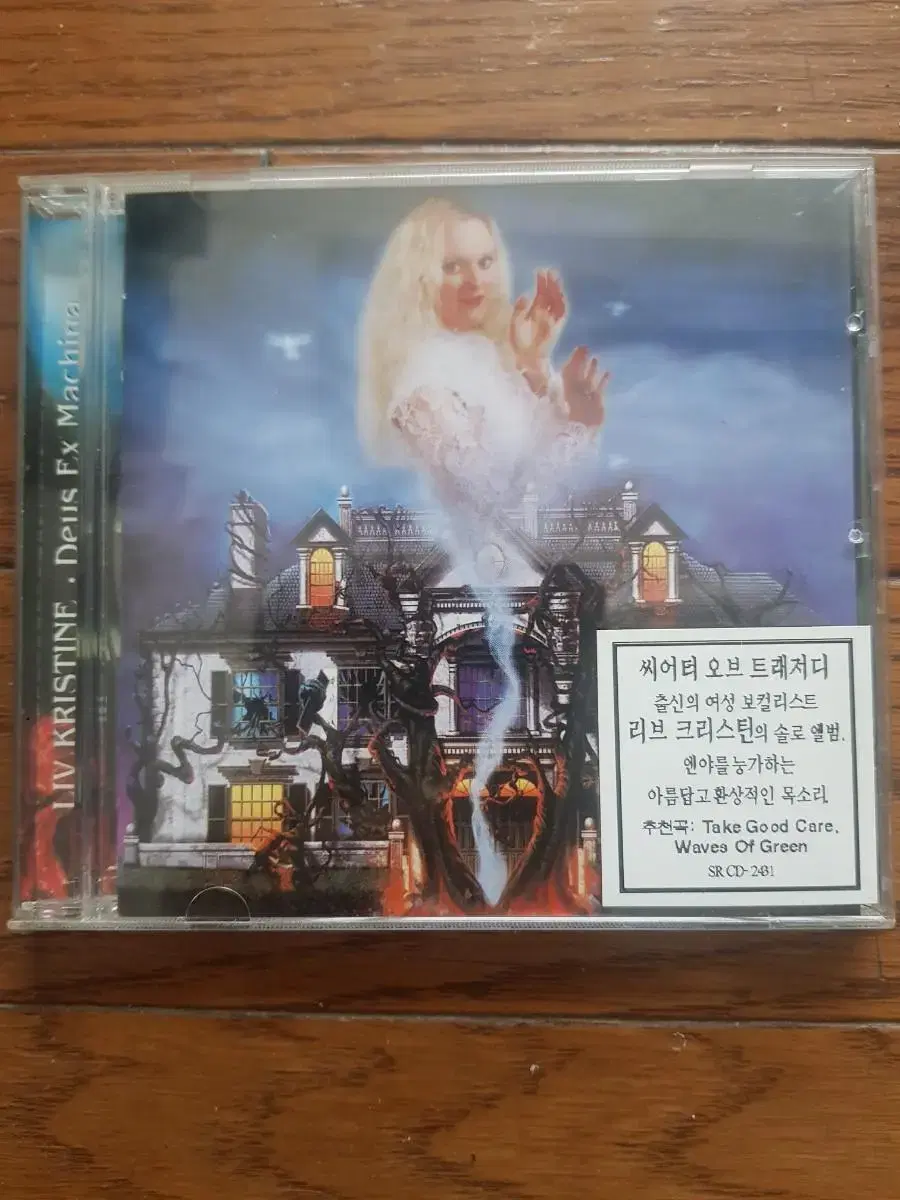 LIV KRISTINE . Deus Ex Machina
씨어터 오브 트래저디
출신의 여성 보컬리스트
리브 크리스틴의 솔로 앨범.
엔야를능가하는
아름답고환상적인 목소리.
추천곡: Take Good Care,
Waves Of Green
SRCD-2431